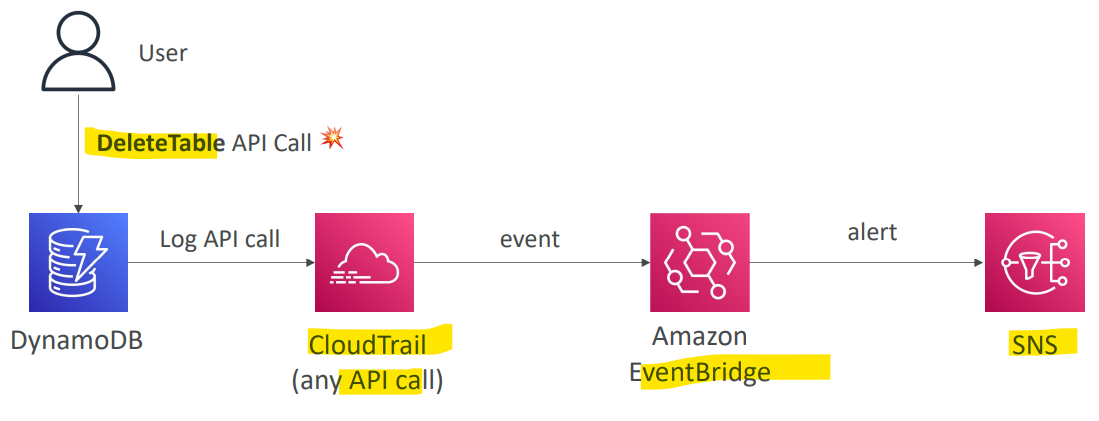 User
DeleteTable API Call 💥
Log API call
event
alert
DynamoDB
CloudTrail
(any API call)
Amazon
EventBridge
SNS